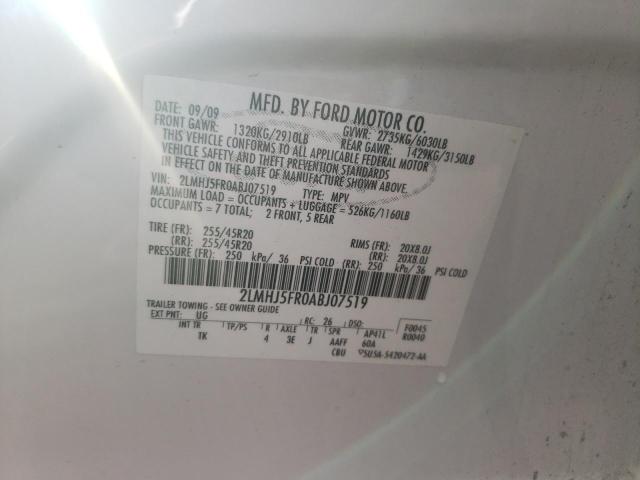 MFD. BY FORD MOTOR CO.
DATE: 09/09 GVWR: 2735KG/6030LB
FRONT GAWR: 1320KG/2910LB REAR GAWR: 1429KG/3150LB
THIS VEHICLE CONFORMS TO ALL APPLICABLE FEDERAL MOTOR
VEHICLE SAFETY AND THEFT PREVENTION STANDARDS
IN EFFECT ON THE DATE OF MANUFACTURE SHOWN ABOVE.
VIN: 2LMHJ5FR0ABJ07519 TYPE: MPV
MAXIMUM LOAD = OCCUPANTS + LUGGAGE = 526KG/1160LB
OCCUPANTS = 7 TOTAL: 2 FRONT, 5 REAR
TIRE (FR): 255/45R20 RIMS (FR): 20X8.0J
(RR): 255/45R20 (RR): 20X8.0J
PRESSURE (FR): 250 kPa/ 36 PSI COLD (RR) 250 kPa/ 36 PSI COLD
2LMHJ5FR0ABJ07519
TRAILER TOWING - SEE OWNER GUIDE
EXT PNT: UG RC: 26 DSO: F0045
INT TR TP/PS R AXLE TR SPR AP41L R0040
TK 4 3E J AAFF 60A
CBU 5U5A-5420472-AA